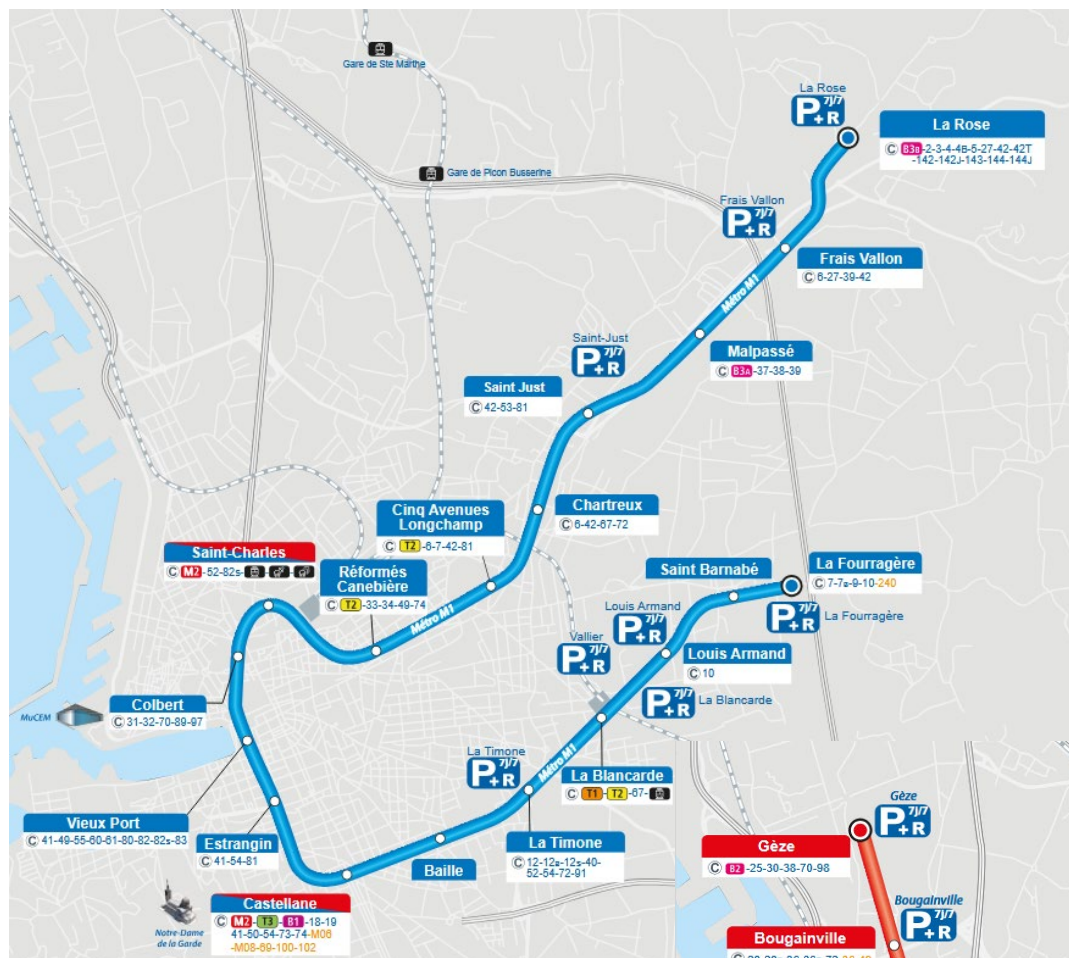 Gare de Ste Marthe
La Rose
P+R 7J/7
La Rose
C B3B-2-3-4-4B-5-27-42-42T
-142-142J-143-144-144J
Gare de Picon Busserine
Frais Vallon
P+R 7J/7
Frais Vallon
C 6-27-39-42
Métro M1
Saint-Just
P+R 7J/7
Malpassé
C B3A-37-38-39
Saint Just
C 42-53-81
Chartreux
C 6-42-67-72
Cinq Avenues
Longchamp
C T2-6-7-42-81
Saint-Charles
C M2-52-82s-
Réformés
Canebière
C T2-33-34-49-74
Métro M1
Saint Barnabé
La Fourragère
C 7-7B-9-10-240
P+R 7J/7
La Fourragère
Louis Armand
P+R 7J/7
Vallier
P+R 7J/7
Louis Armand
C 10
P+R 7J/7
La Blancarde
Colbert
C 31-32-70-89-97
MuCEM
La Timone
P+R 7J/7
Métro M1
La Blancarde
C T1-T2-67-
Vieux Port
C 41-49-55-60-61-80-82-82s-83
Estrangin
C 41-54-81
Baille
La Timone
C 12-12B-12s-40-
52-54-72-91
Castellane
C M2-T3-B1-18-19
41-50-54-73-74-M06
-M08-69-100-102
Notre-Dame
de la Garde
Gèze
P+R 7J/7
Gèze
C B2-25-30-38-70-98
Bougainville
P+R 7J/7
Bougainville